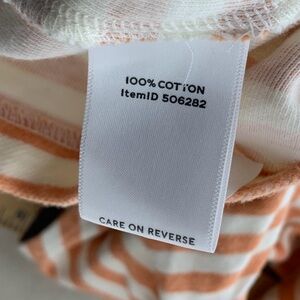 100% COTTON
ItemID 506282
CARE ON REVERSE